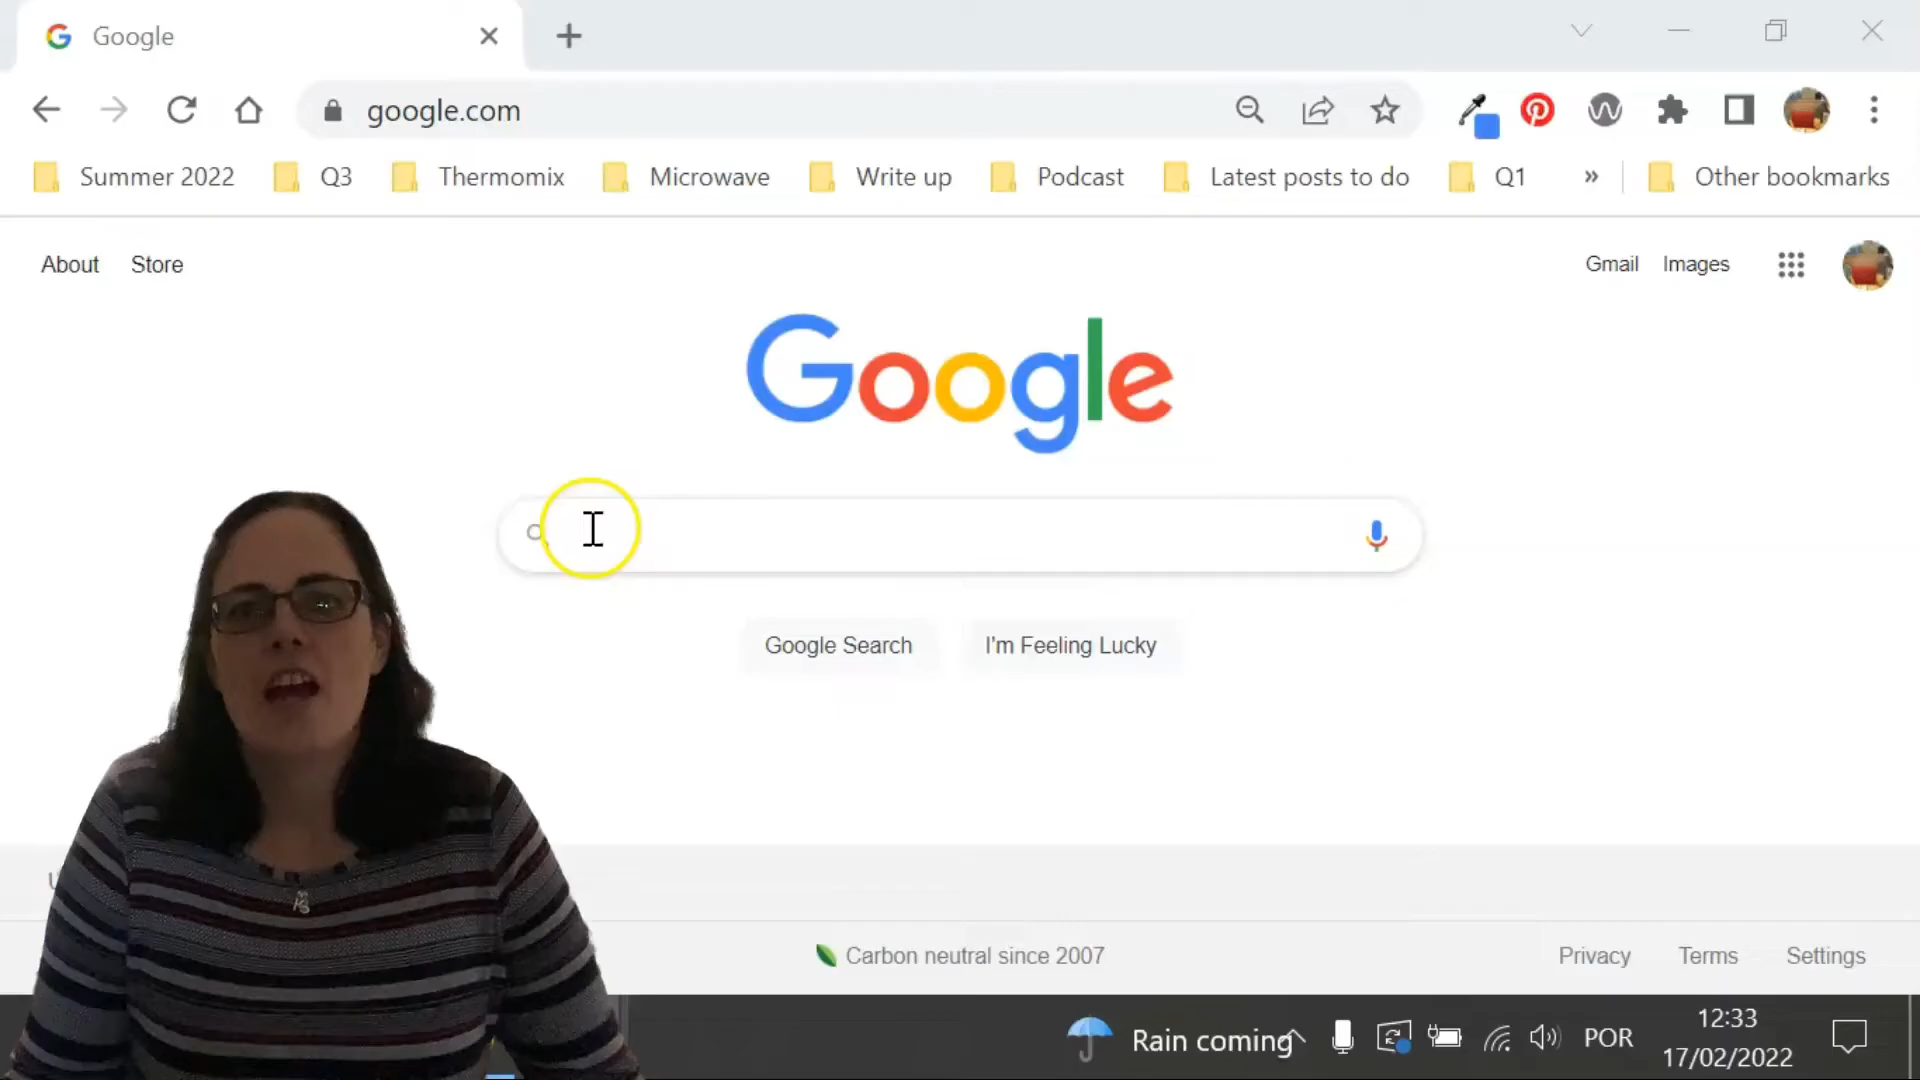 Google
google.com
Summer 2022 Q3 Thermomix Microwave Write up Podcast Latest posts to do Q1 » Other bookmarks
About Store Gmail Images
Google
Google Search I'm Feeling Lucky
Carbon neutral since 2007 Privacy Terms Settings
Rain coming POR 12:33
17/02/2022